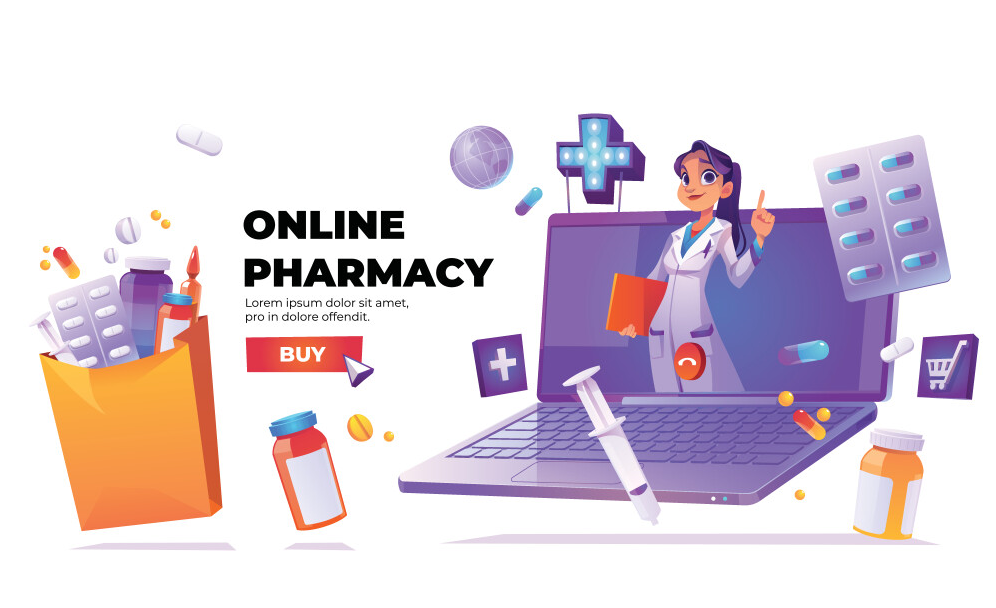 ONLINE
PHARMACY
Lorem ipsum dolor sit amet,
pro in dolore offendit.
BUY